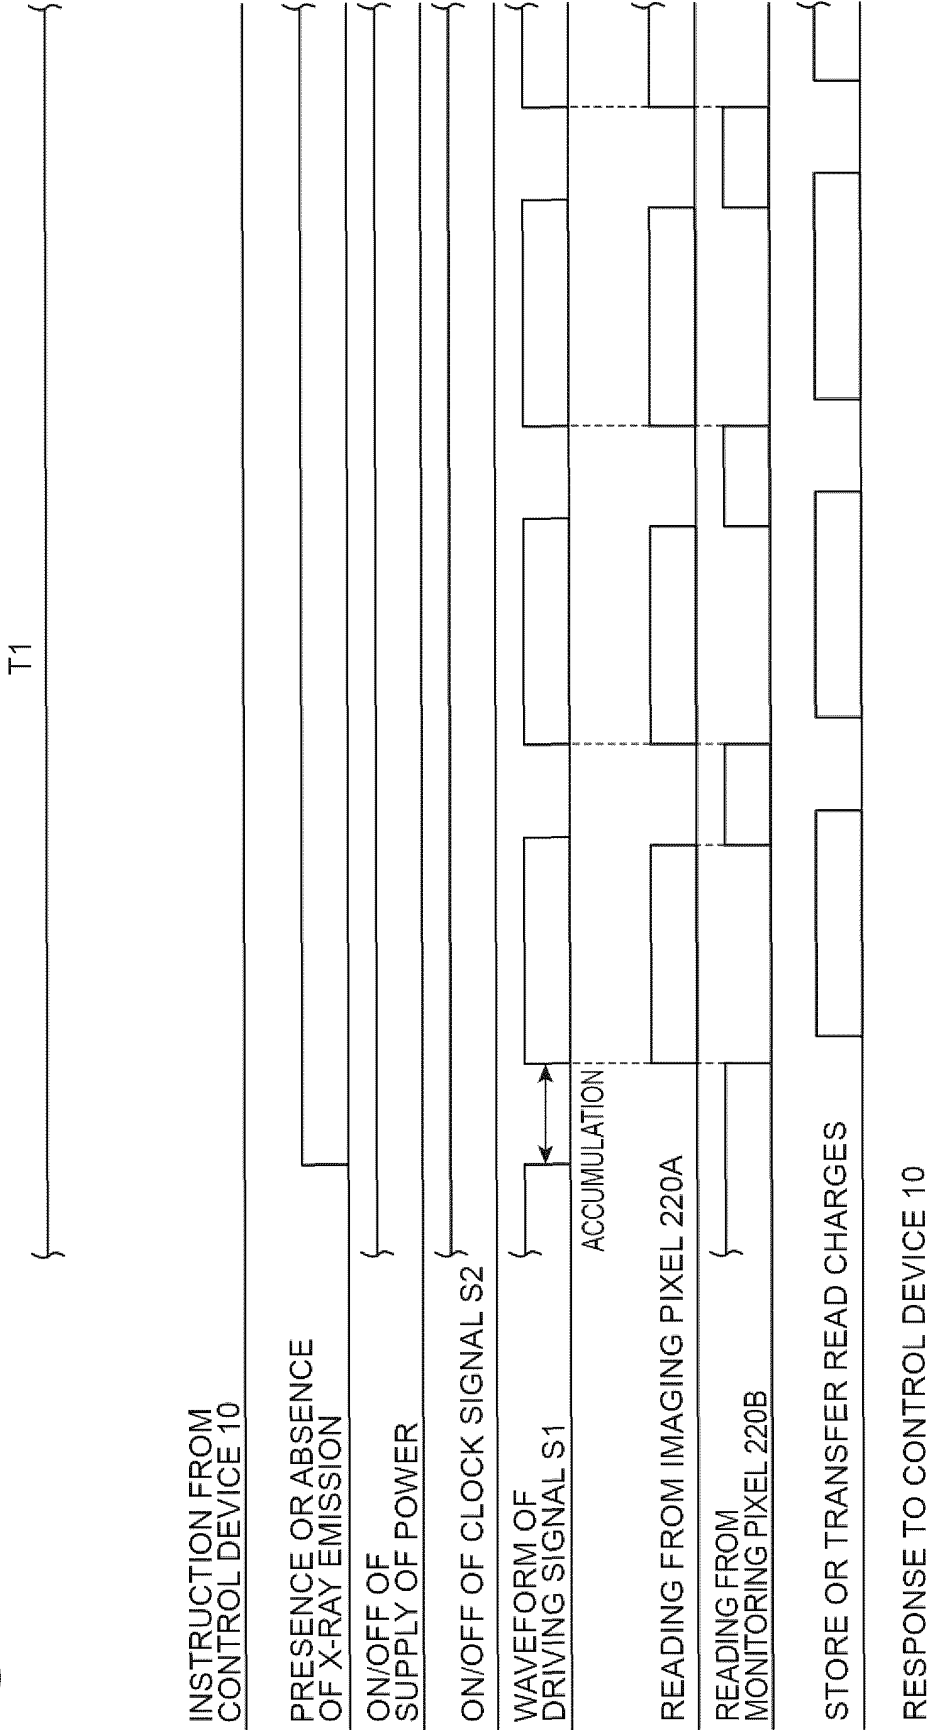 T1
INSTRUCTION FROM
CONTROL DEVICE 10
PRESENCE OR ABSENCE
OF X-RAY EMISSION
ON/OFF OF
SUPPLY OF POWER
ON/OFF OF CLOCK SIGNAL S2
WAVEFORM OF
DRIVING SIGNAL S1
ACCUMULATION
READING FROM IMAGING PIXEL 220A
READING FROM
MONITORING PIXEL 220B
STORE OR TRANSFER READ CHARGES
RESPONSE TO CONTROL DEVICE 10